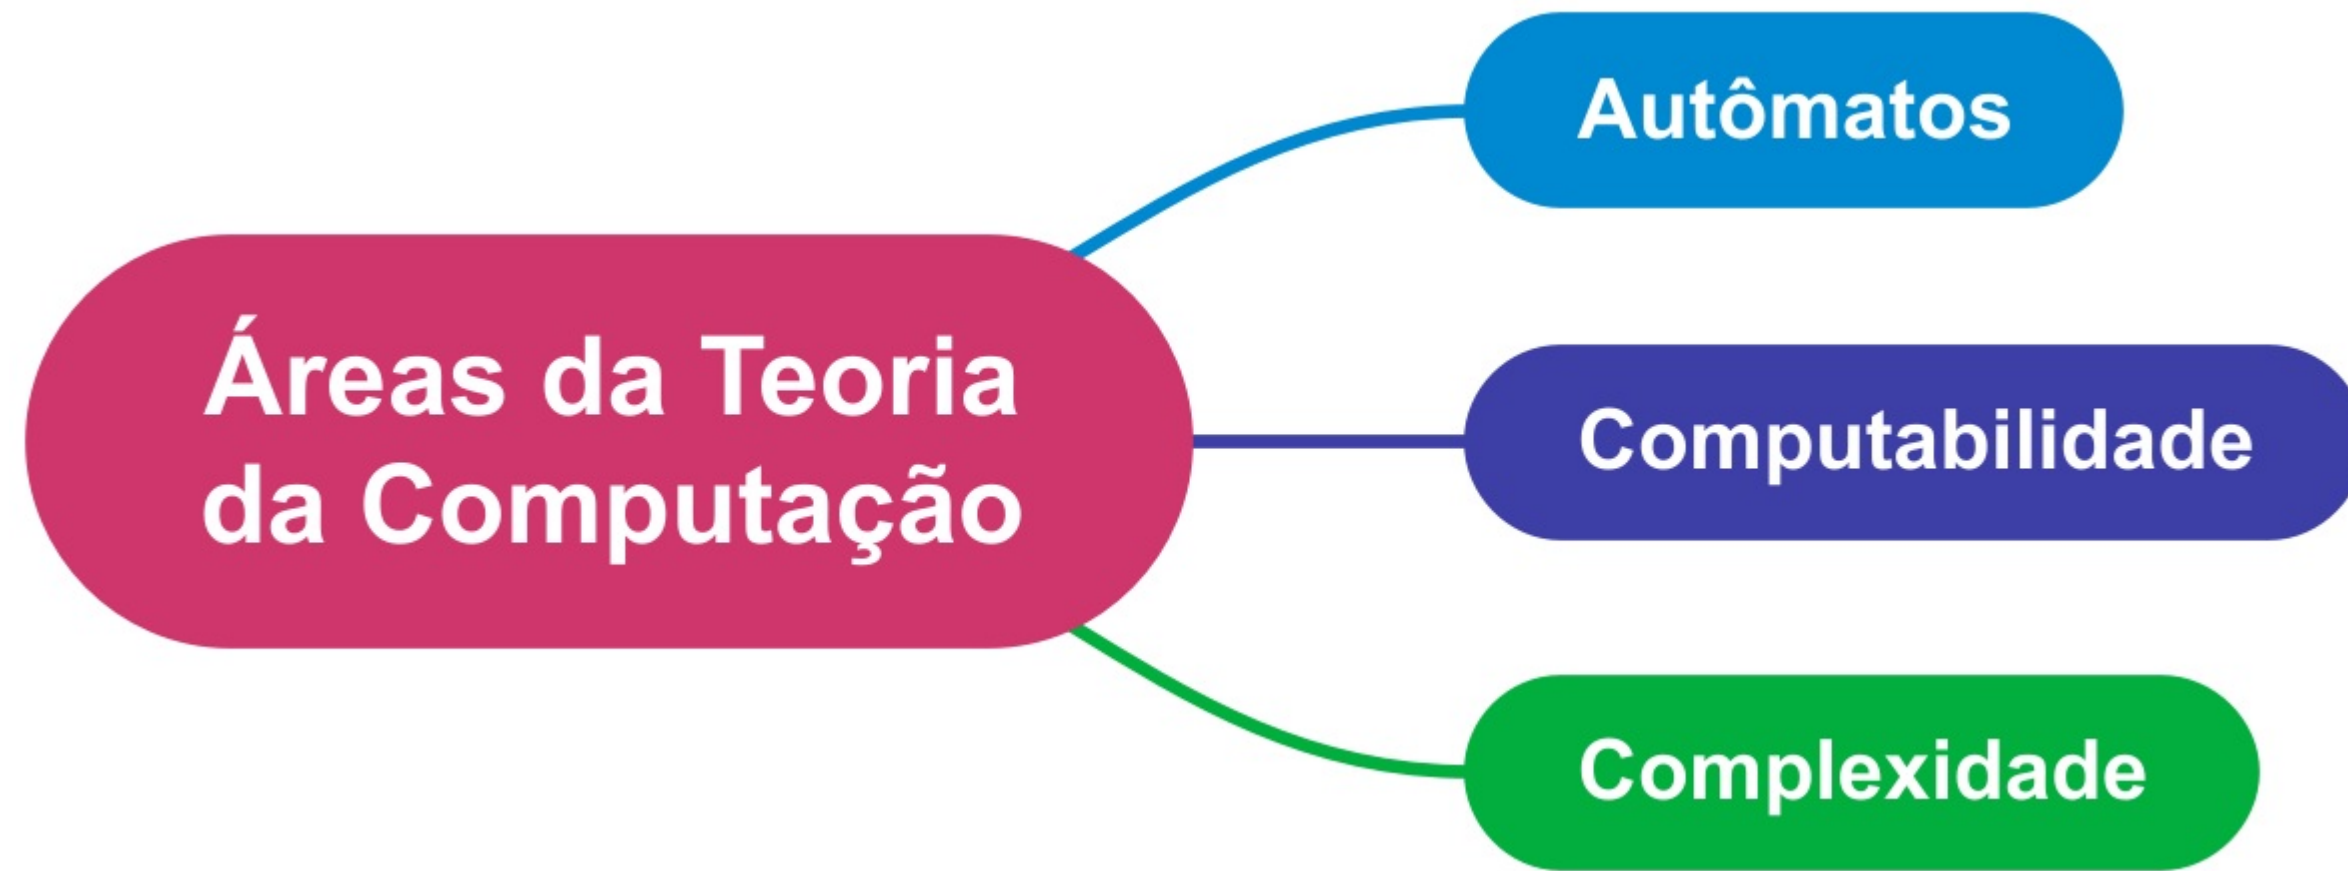 Autômatos
Áreas da Teoria
da Computação
Computabilidade
Complexidade